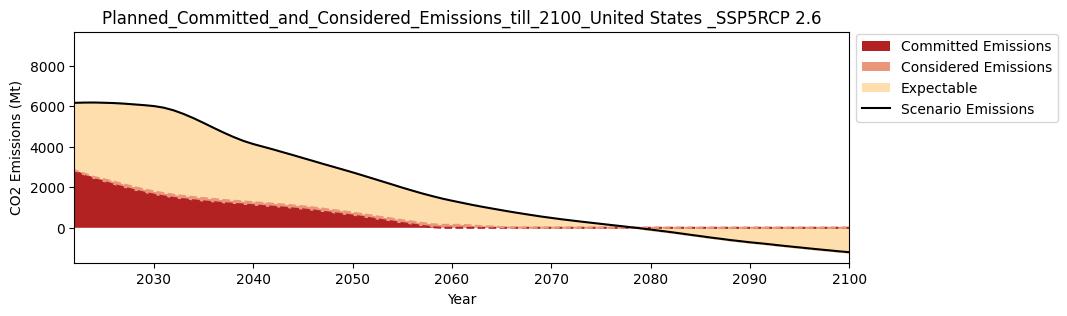 Planned_Committed_and_Considered_Emissions_till_2100_United States _SSP5RCP 2.6
CO2 Emissions (Mt)
8000
6000
4000
2000
0
2030 2040 2050 2060 2070 2080 2090 2100
Year
Committed Emissions
Considered Emissions
Expectable
Scenario Emissions